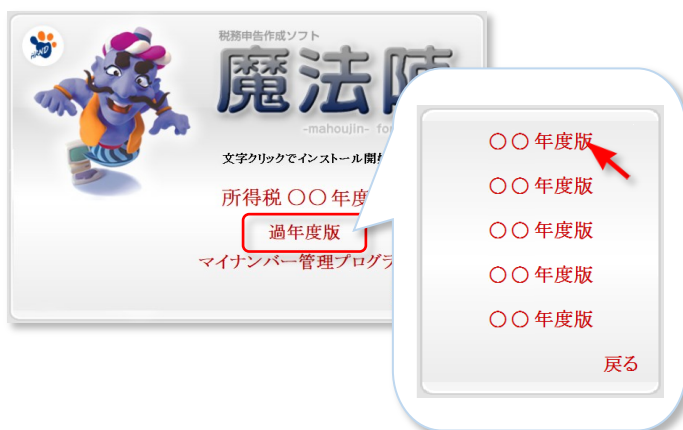 税務申告作成ソフト
魔法陣
-mahoujin- for
文字クリックでインストール開
所得税 〇〇 年度
過年度版
マイナンバー管理プログラ
〇〇 年度版
〇〇 年度版
〇〇 年度版
〇〇 年度版
〇〇 年度版
戻る